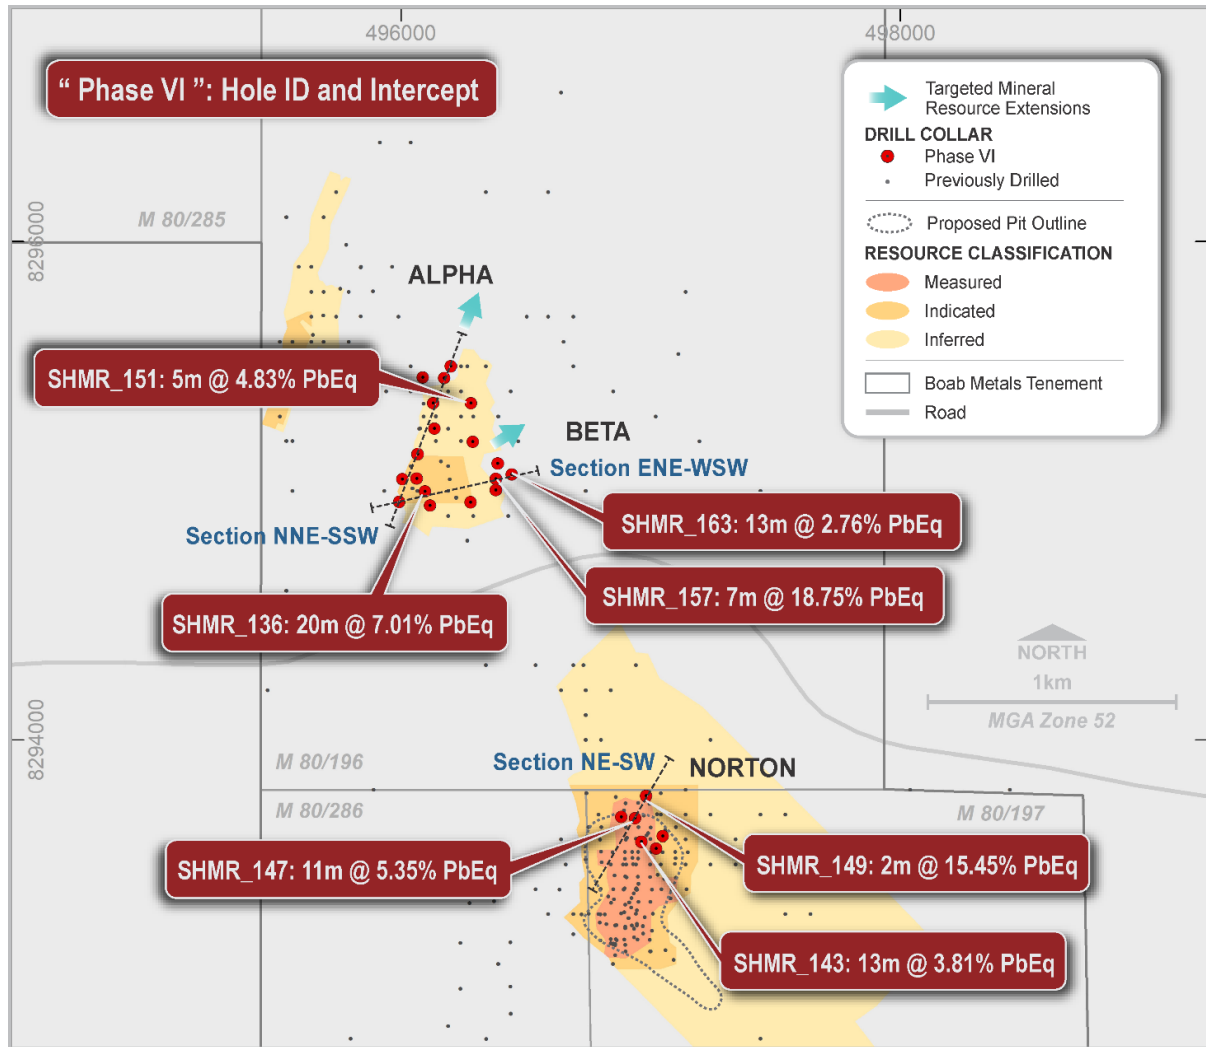 496000
498000
“ Phase VI ”: Hole ID and Intercept
Targeted Mineral
Resource Extensions
DRILL COLLAR
Phase VI
Previously Drilled
Proposed Pit Outline
RESOURCE CLASSIFICATION
Measured
Indicated
Inferred
Boab Metals Tenement
Road
M 80/285
8296000
ALPHA
SHMR_151: 5m @ 4.83% PbEq
BETA
Section ENE-WSW
SHMR_163: 13m @ 2.76% PbEq
Section NNE-SSW
SHMR_157: 7m @ 18.75% PbEq
SHMR_136: 20m @ 7.01% PbEq
NORTH
1km
MGA Zone 52
8294000
M 80/196
Section NE-SW
NORTON
M 80/286
M 80/197
SHMR_147: 11m @ 5.35% PbEq
SHMR_149: 2m @ 15.45% PbEq
SHMR_143: 13m @ 3.81% PbEq